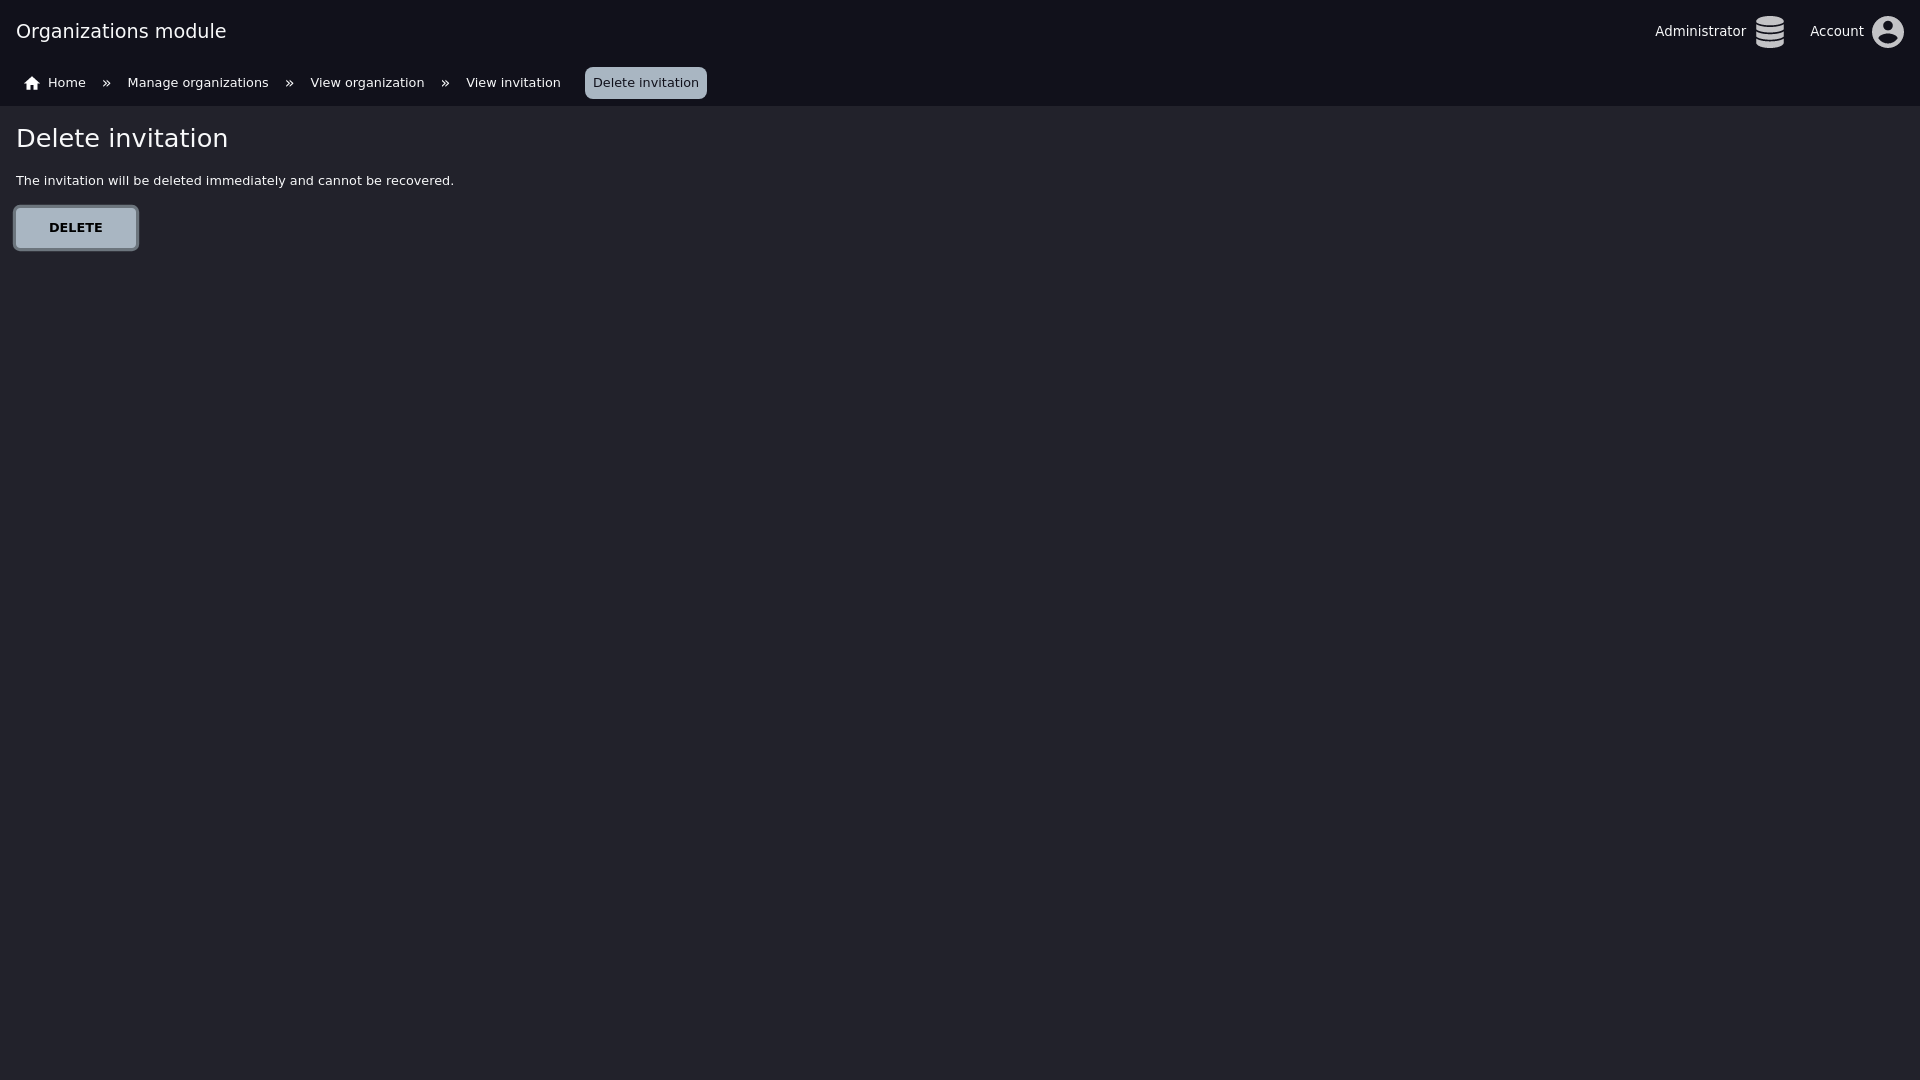 Organizations module
Administrator
Account
Home » Manage organizations » View organization » View invitation Delete invitation
Delete invitation
The invitation will be deleted immediately and cannot be recovered.
DELETE